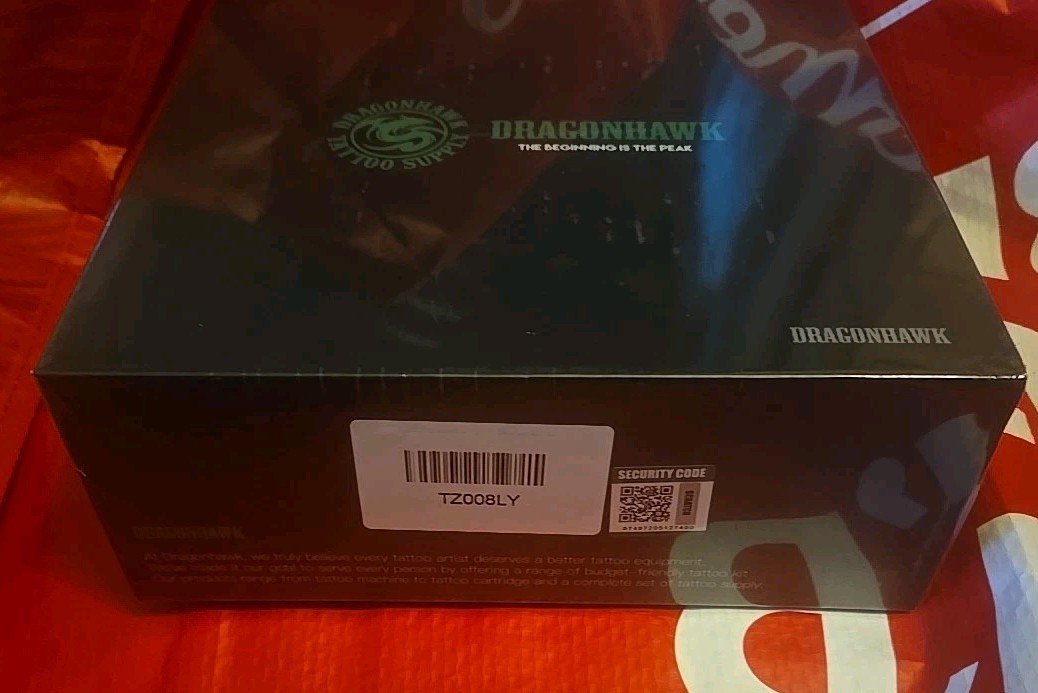 DRAGONHAWK
TATTOO SUPPLY
DRAGONHAWK
THE BEGINNING IS THE PEAK
DRAGONHAWK
TZ008LY
SECURITY CODE
DRAGONHAWK
At Dragonhawk, we truly believe every tattoo artist deserves a better tattoo equipment.
made it our goal to serve every person by offering a range of budget-friendly tattoo kit
Our products range from tattoo machine to tattoo cartridge and a complete set of tattoo supply